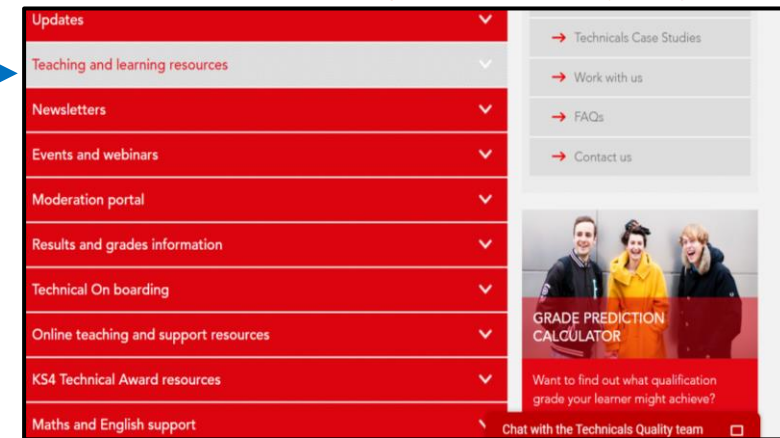 Updates
Teaching and learning resources
Newsletters
Events and webinars
Moderation portal
Results and grades information
Technical On boarding
Online teaching and support resources
KS4 Technical Award resources
Maths and English support
→ Technicals Case Studies
→ Work with us
→ FAQs
→ Contact us
GRADE PREDICTION
CALCULATOR
Want to find out what qualification
grade your learner might achieve?
Chat with the Technicals Quality team